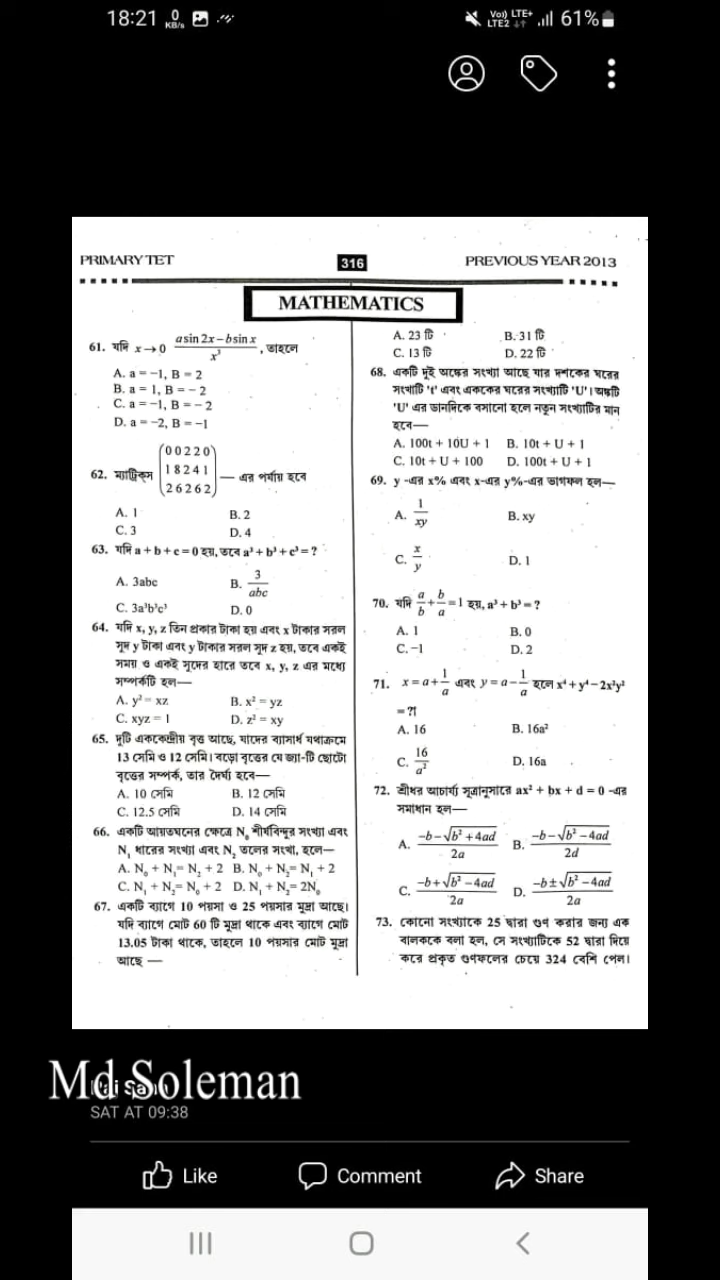 18:21 0 KB/s Vo)) LTE+ LTE2 61%
PRIMARY TET 316 PREVIOUS YEAR 2013
MATHEMATICS
61. যদি x→0 (a sin 2x – b sin x)/x³, তাহলে
A. a = –1, B = 2
B. a = 1, B = – 2
C. a = –1, B = – 2
D. a = –2, B = –1
0 0 2 2 0
62. ম্যাট্রিক্স 1 8 2 4 1 — এর পর্যায় হবে
2 6 2 6 2
A. 1 B. 2
C. 3 D. 4
63. যদি a + b + c = 0 হয়, তবে a³ + b³ + c³ = ?
A. 3abc B. 3/abc
C. 3a³b³c³ D. 0
64. যদি x, y, z তিন প্রকার টাকা হয় এবং x টাকার সরল
সুদ y টাকা এবং y টাকার সরল সুদ z হয়, তবে একই
সময় ও একই সুদের হারে তবে x, y, z এর মধ্যে
সম্পর্কটি হল—
A. y² = xz B. x² = yz
C. xyz = 1 D. z² = xy
65. দুটি এককেন্দ্রীয় বৃত্ত আছে, যাদের ব্যাসার্ধ যথাক্রমে
13 সেমি ও 12 সেমি। বড়ো বৃত্তের যে জ্যা-টি ছোটো
বৃত্তের সম্পর্ক, তার দৈর্ঘ্য হবে—
A. 10 সেমি B. 12 সেমি
C. 12.5 সেমি D. 14 সেমি
66. একটি আয়তঘনের ক্ষেত্রে N₀ শীর্ষবিন্দুর সংখ্যা এবং
N₁ ধারের সংখ্যা এবং N₂ তলের সংখা, হলে—
A. N₀ + N₁= N₂ + 2 B. N₀ + N₂= N₁ + 2
C. N₁ + N₂= N₀ + 2 D. N₁ + N₂= 2N₀
67. একটি ব্যাগে 10 পয়সা ও 25 পয়সার মুদ্রা আছে।
যদি ব্যাগে মোট 60 টি মুদ্রা থাকে এবং ব্যাগে মোট
13.05 টাকা থাকে, তাহলে 10 পয়সার মোট মুদ্রা
আছে —
A. 23 টি B. 31 টি
C. 13 টি D. 22 টি
68. একটি দুই অঙ্কের সংখ্যা আছে যার দশকের ঘরের
সংখাটি 't' এবং এককের ঘরের সংখ্যাটি 'U'। অঙ্কটি
'U' এর ডানদিকে বসানো হলে নতুন সংখ্যাটির মান
হবে—
A. 100t + 10U + 1 B. 10t + U + 1
C. 10t + U + 100 D. 100t + U + 1
69. y -এর x% এবং x-এর y%-এর ভাগফল হল—
A. 1/xy B. xy
C. x/y D. 1
70. যদি a/b + b/a = 1 হয়, a³ + b³ = ?
A. 1 B. 0
C. –1 D. 2
71. x = a + 1/a এবং y = a – 1/a হলে x⁴ + y⁴ – 2x²y²
= ?
A. 16 B. 16a²
C. 16/a² D. 16a
72. শ্রীধর আচার্য্য সূত্রানুসারে ax² + bx + d = 0 -এর
সমাধান হল—
A. (–b – √(b² + 4ad))/2a B. (–b – √(b² – 4ad))/2d
C. (–b + √(b² – 4ad))/2a D. (–b ± √(b² – 4ad))/2a
73. কোনো সংখ্যাকে 25 দ্বারা গুণ করার জন্য এক
বালককে বলা হল, সে সংখ্যাটিকে 52 দ্বারা দিয়ে
করে প্রকৃত গুণফলের চেয়ে 324 বেশি পেল।
Md Soleman
SAT AT 09:38
Like Comment Share